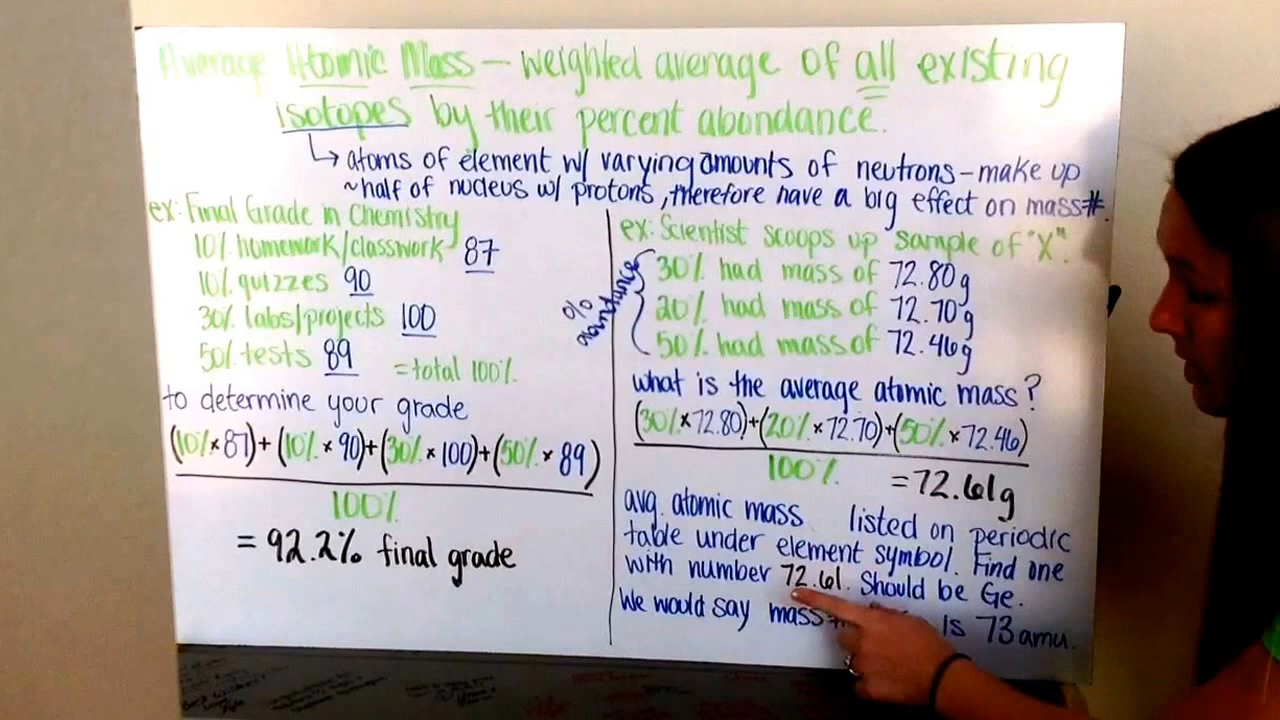 Average Atomic Mass – weighted average of all existing
isotopes by their percent abundance.
↳ atoms of element w/ varying amounts of neutrons – make up
~half of nucleus w/ protons, therefore have a big effect on mass#.
ex: Final Grade in Chemistry
10% homework/classwork 87
10% quizzes 90
30% labs/projects 100
50% tests 89 = total 100%
to determine your grade
(10% × 87) + (10% × 90) + (30% × 100) + (50% × 89)
100%
= 92.2% final grade
ex: Scientist scoops up sample of "X".
% abundance
30% had mass of 72.80g
20% had mass of 72.70g
50% had mass of 72.46g
what is the average atomic mass?
(30% × 72.80) + (20% × 72.70) + (50% × 72.46)
100% = 72.61g
avg. atomic mass listed on periodic
table under element symbol. Find one
with number 72.61. Should be Ge.
We would say mass is 73 amu.